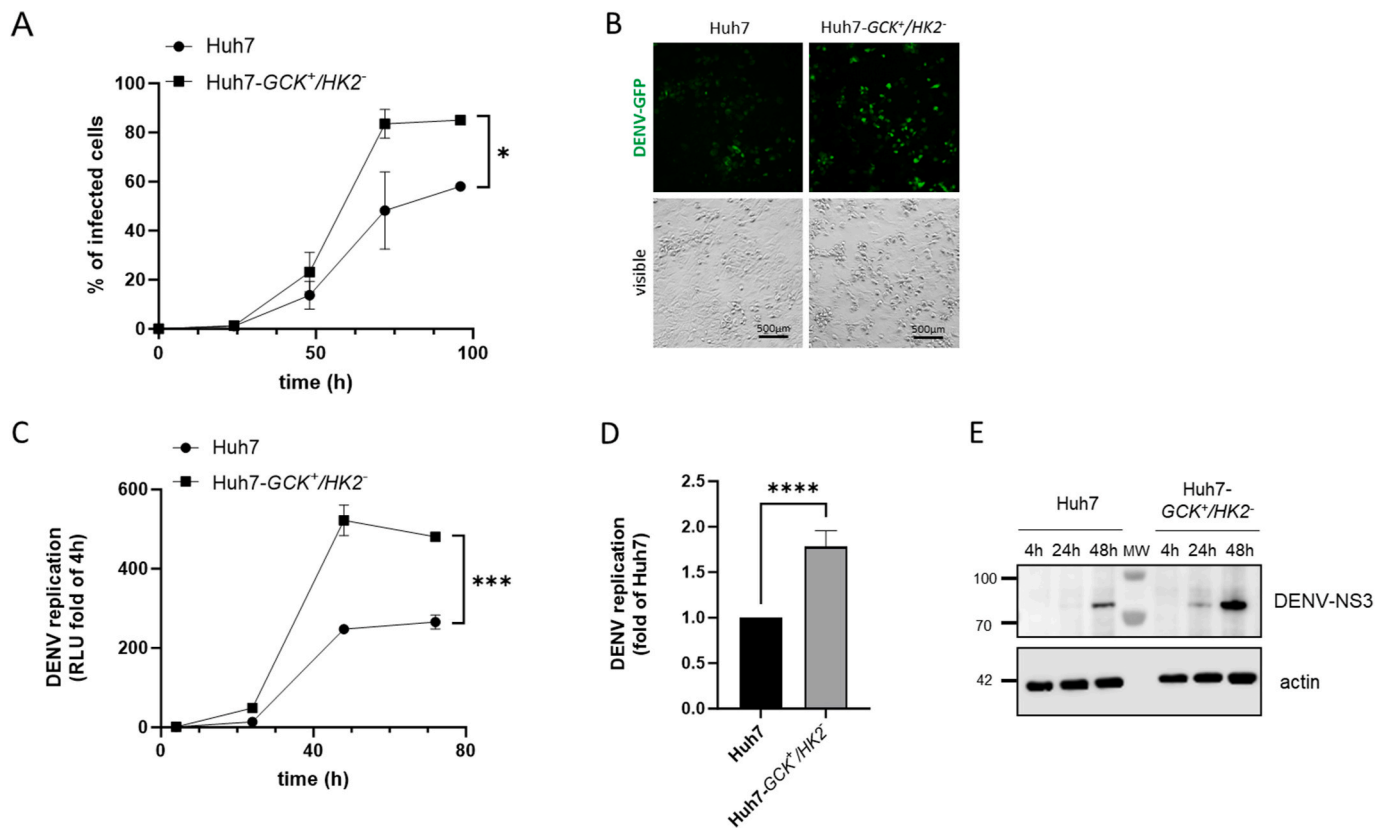 A
Huh7
Huh7-GCK⁺/HK2⁻
% of infected cells
100
80
60
40
20
0
0 50 100
time (h)
*
B
Huh7 Huh7-GCK⁺/HK2⁻
DENV-GFP
visible
500µm 500µm
C
Huh7
Huh7-GCK⁺/HK2⁻
DENV replication
(RLU fold of 4h)
600
400
200
0
0 40 80
time (h)
***
D
DENV replication
(fold of Huh7)
2.5
2.0
1.5
1.0
0.5
0.0
****
Huh7
Huh7-GCK⁺/HK2⁻
E
Huh7 Huh7-
GCK⁺/HK2⁻
4h 24h 48h MW 4h 24h 48h
100
70
DENV-NS3
42
actin